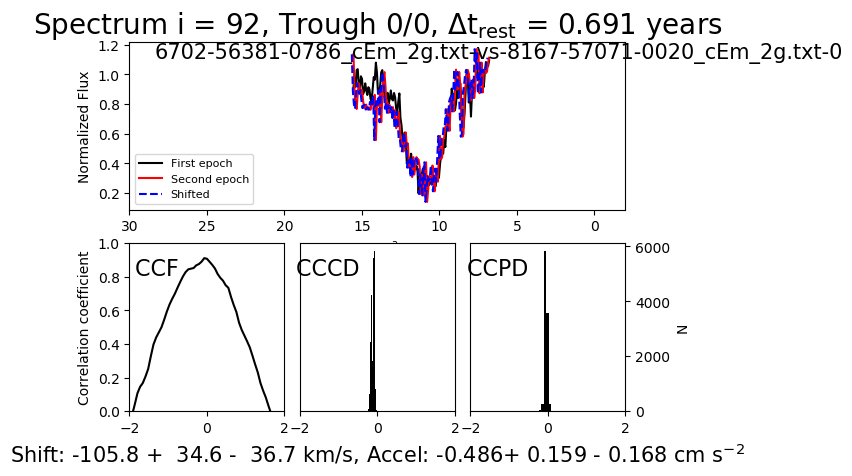 Spectrum i = 92, Trough 0/0, Δt_rest = 0.691 years
6702-56381-0786_cEm_2g.txt-vs-8167-57071-0020_cEm_2g.txt-0
Normalized Flux
1.2
1.0
0.8
0.6
0.4
0.2
First epoch
Second epoch
Shifted
30 25 20 15 10 5 0
Correlation coefficient
1.0
0.8
0.6
0.4
0.2
0.0
CCF
CCCD
CCPD
6000
4000
2000
0
N
−2 0 2 −2 0 2 −2 0 2
Shift: -105.8 + 34.6 - 36.7 km/s, Accel: -0.486+ 0.159 - 0.168 cm s⁻²